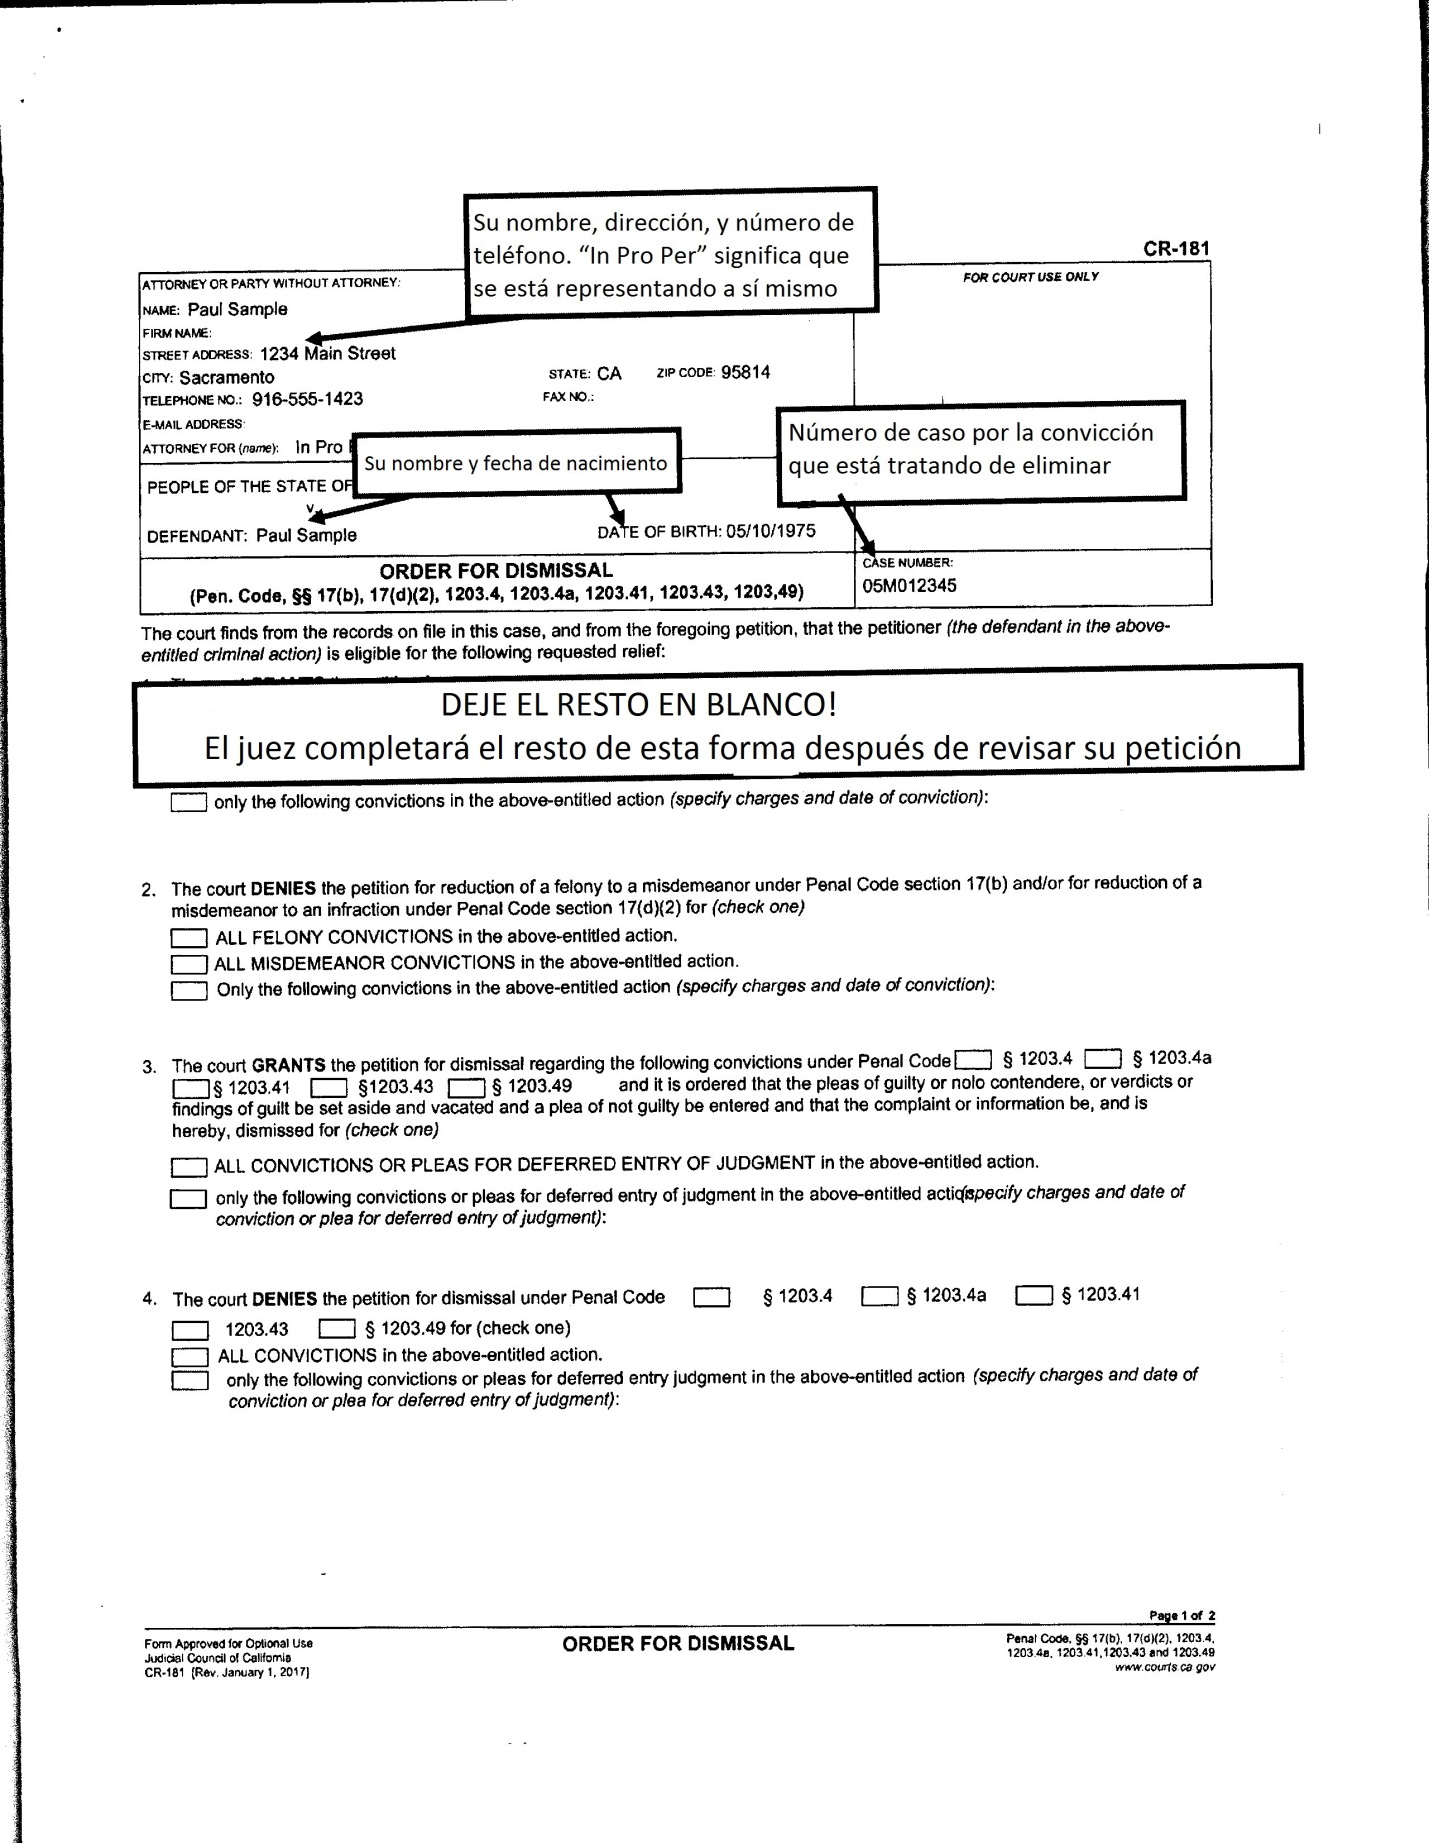 Su nombre, dirección, y número de
teléfono. “In Pro Per” significa que
se está representando a sí mismo
CR-181
ATTORNEY OR PARTY WITHOUT ATTORNEY:
FOR COURT USE ONLY
NAME: Paul Sample
FIRM NAME:
STREET ADDRESS: 1234 Main Street
CITY: Sacramento STATE: CA ZIP CODE: 95814
TELEPHONE NO.: 916-555-1423 FAX NO.:
E-MAIL ADDRESS:
ATTORNEY FOR (name): In Pro
Su nombre y fecha de nacimiento
Número de caso por la convicción
que está tratando de eliminar
PEOPLE OF THE STATE OF
v.
DEFENDANT: Paul Sample DATE OF BIRTH: 05/10/1975
ORDER FOR DISMISSAL
(Pen. Code, §§ 17(b), 17(d)(2), 1203.4, 1203.4a, 1203.41, 1203.43, 1203,49)
CASE NUMBER:
05M012345
The court finds from the records on file in this case, and from the foregoing petition, that the petitioner (the defendant in the above-
entitled criminal action) is eligible for the following requested relief:
DEJE EL RESTO EN BLANCO!
El juez completará el resto de esta forma después de revisar su petición
only the following convictions in the above-entitled action (specify charges and date of conviction):
2. The court DENIES the petition for reduction of a felony to a misdemeanor under Penal Code section 17(b) and/or for reduction of a
misdemeanor to an infraction under Penal Code section 17(d)(2) for (check one)
ALL FELONY CONVICTIONS in the above-entitled action.
ALL MISDEMEANOR CONVICTIONS in the above-entitled action.
Only the following convictions in the above-entitled action (specify charges and date of conviction):
3. The court GRANTS the petition for dismissal regarding the following convictions under Penal Code § 1203.4 § 1203.4a
§ 1203.41 §1203.43 § 1203.49 and it is ordered that the pleas of guilty or nolo contendere, or verdicts or
findings of guilt be set aside and vacated and a plea of not guilty be entered and that the complaint or information be, and is
hereby, dismissed for (check one)
ALL CONVICTIONS OR PLEAS FOR DEFERRED ENTRY OF JUDGMENT in the above-entitled action.
only the following convictions or pleas for deferred entry of judgment in the above-entitled actio(specify charges and date of
conviction or plea for deferred entry of judgment):
4. The court DENIES the petition for dismissal under Penal Code § 1203.4 § 1203.4a § 1203.41
1203.43 § 1203.49 for (check one)
ALL CONVICTIONS in the above-entitled action.
only the following convictions or pleas for deferred entry judgment in the above-entitled action (specify charges and date of
conviction or plea for deferred entry of judgment):
Page 1 of 2
Form Approved for Optional Use
Judicial Council of California
CR-181 [Rev. January 1, 2017]
ORDER FOR DISMISSAL
Penal Code, §§ 17(b), 17(d)(2), 1203.4,
1203.4a, 1203.41,1203.43 and 1203.49
www.courts.ca.gov